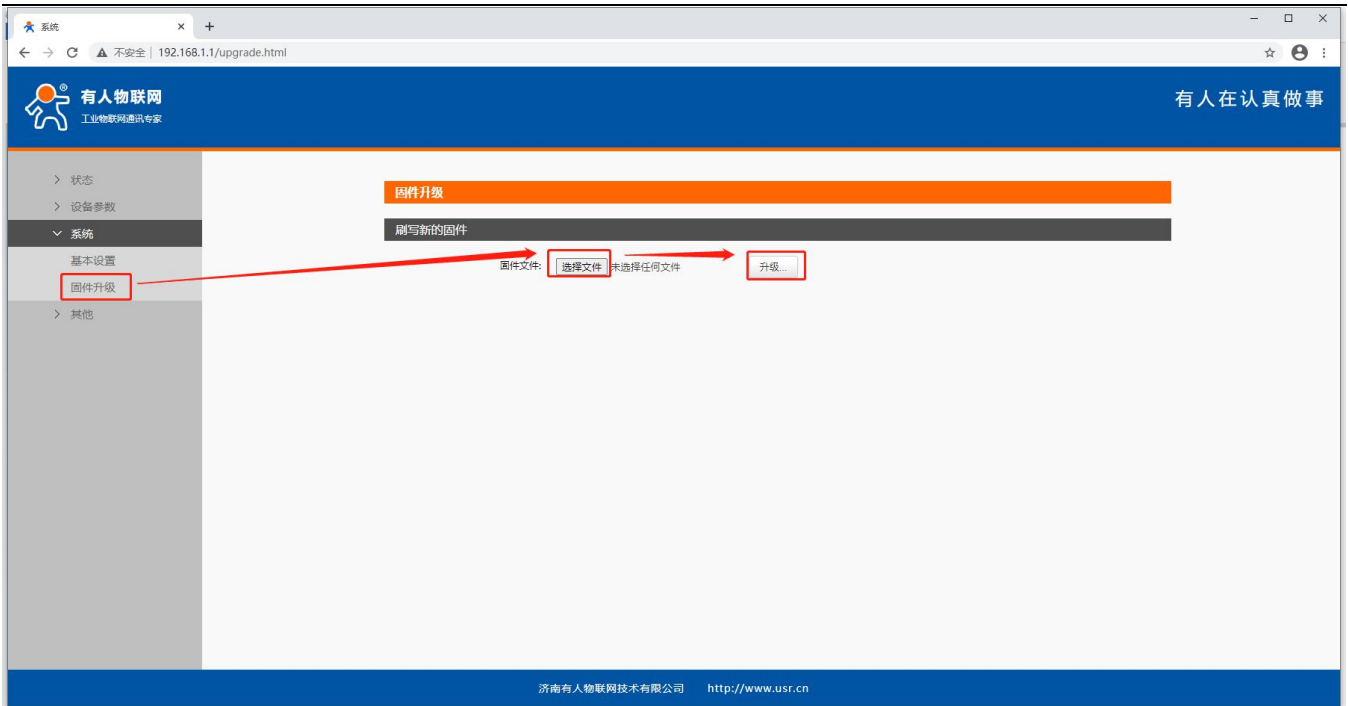 系统
不安全 | 192.168.1.1/upgrade.html
有人物联网
工业物联网通讯专家
有人在认真做事
状态
设备参数
系统
基本设置
固件升级
其他
固件升级
刷写新的固件
固件文件: 选择文件 未选择任何文件 升级...
济南有人物联网技术有限公司 http://www.usr.cn